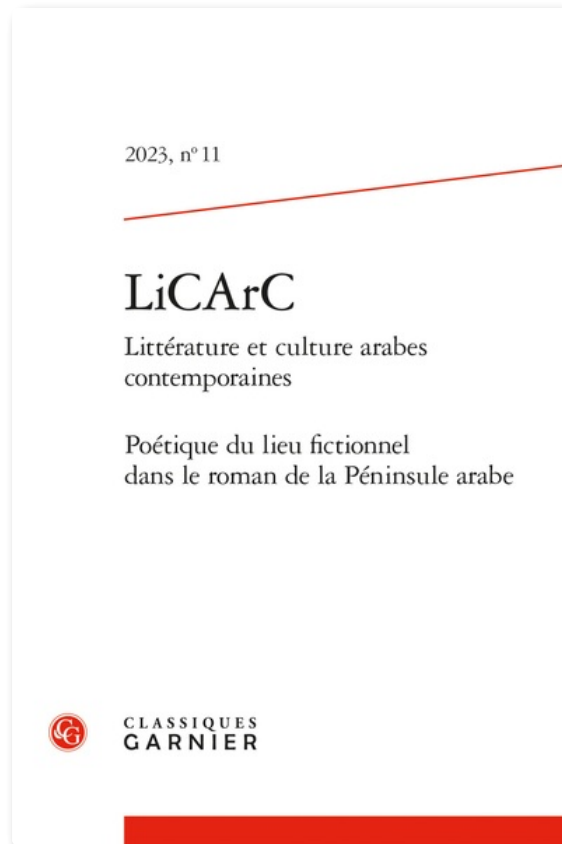 2023, nº 11
LiCArC
Littérature et culture arabes
contemporaines
Poétique du lieu fictionnel
dans le roman de la Péninsule arabe
CG
CLASSIQUES
GARNIER